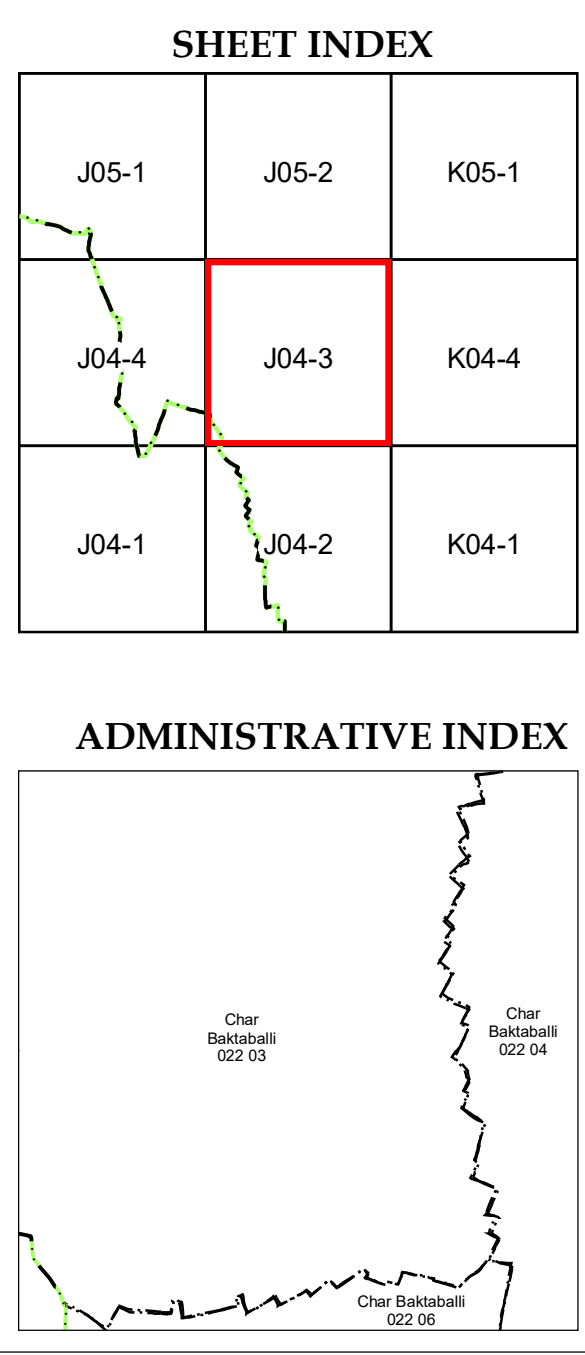 SHEET INDEX
J05-1
J05-2
K05-1
J04-4
J04-3
K04-4
J04-1
J04-2
K04-1
ADMINISTRATIVE INDEX
Char
Baktaballi
022 03
Char
Baktaballi
022 04
Char Baktaballi
022 06